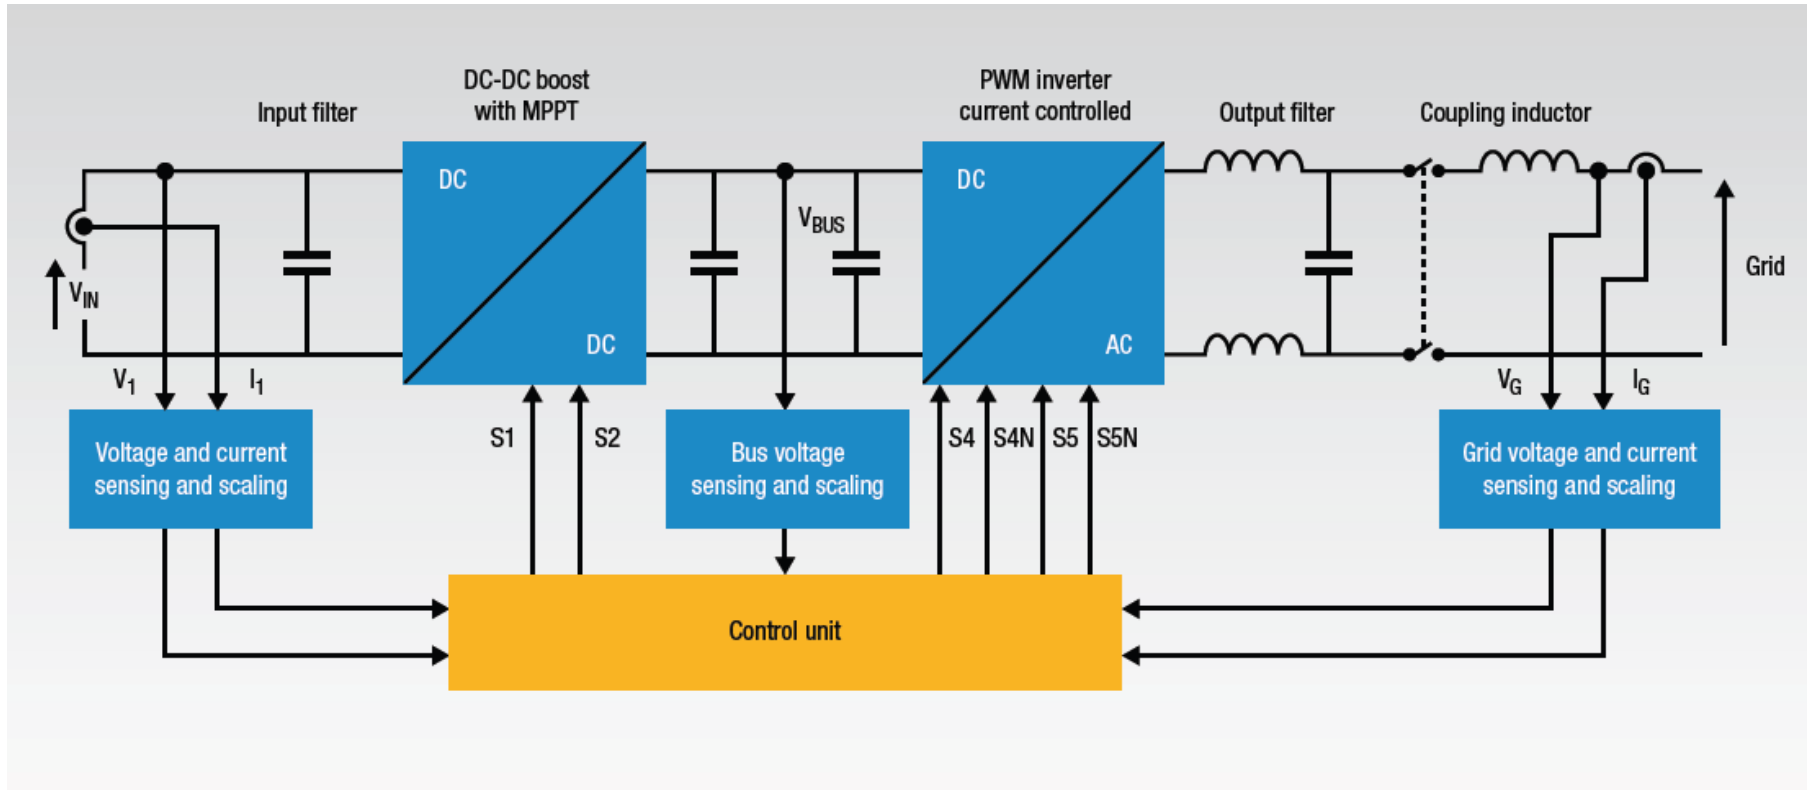 DC-DC boost
with MPPT
PWM inverter
current controlled
Input filter
Output filter
Coupling inductor
DC
DC
VBUS
DC
AC
VIN
Grid
V1
I1
VG
IG
S1
S2
S4
S4N
S5
S5N
Voltage and current
sensing and scaling
Bus voltage
sensing and scaling
Grid voltage and current
sensing and scaling
Control unit